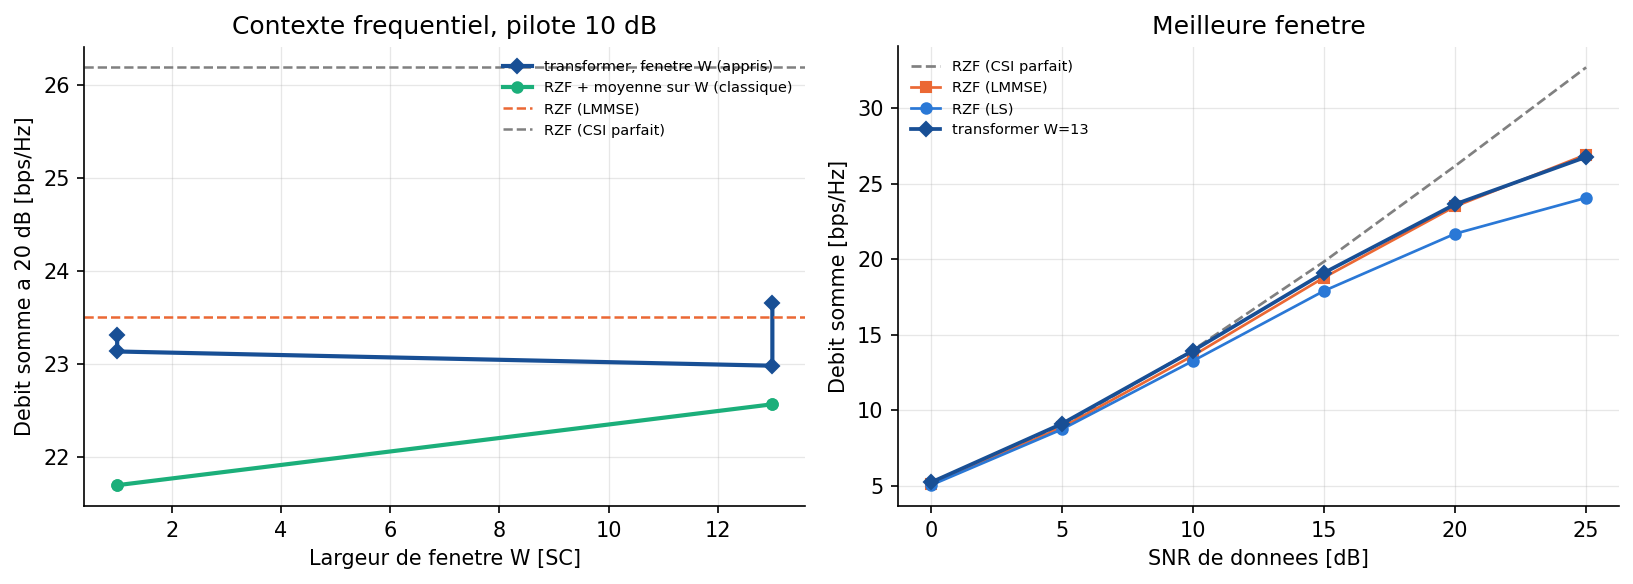 Contexte frequentiel, pilote 10 dB
transformer, fenetre W (appris)
RZF + moyenne sur W (classique)
RZF (LMMSE)
RZF (CSI parfait)
Debit somme a 20 dB [bps/Hz]
26
25
24
23
22
2 4 6 8 10 12
Largeur de fenetre W [SC]
Meilleure fenetre
RZF (CSI parfait)
RZF (LMMSE)
RZF (LS)
transformer W=13
Debit somme [bps/Hz]
30
25
20
15
10
5
0 5 10 15 20 25
SNR de donnees [dB]